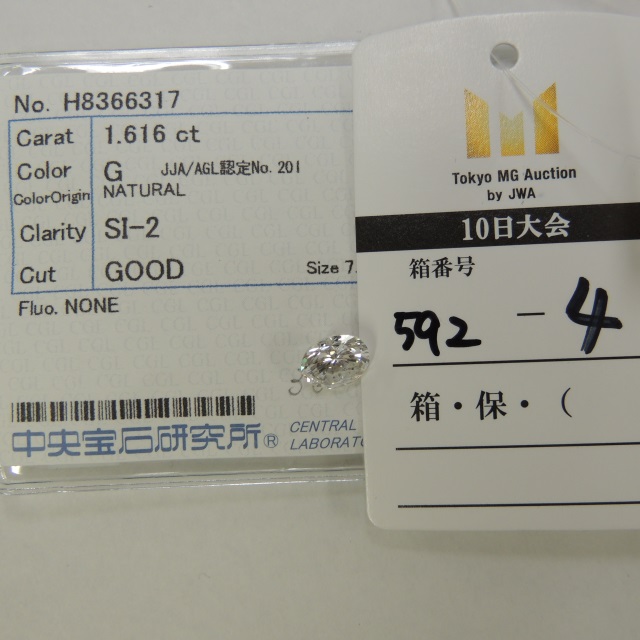 No. H8366317
Carat 1.616 ct
Color G JJA/AGL認定No. 201
ColorOrigin NATURAL
Clarity SI-2
Cut GOOD Size 7.
Fluo. NONE
中央宝石研究所®
CENTRAL
LABORATO
Tokyo MG Auction
by JWA
10日大会
箱番号
592 - 4
箱・保・(